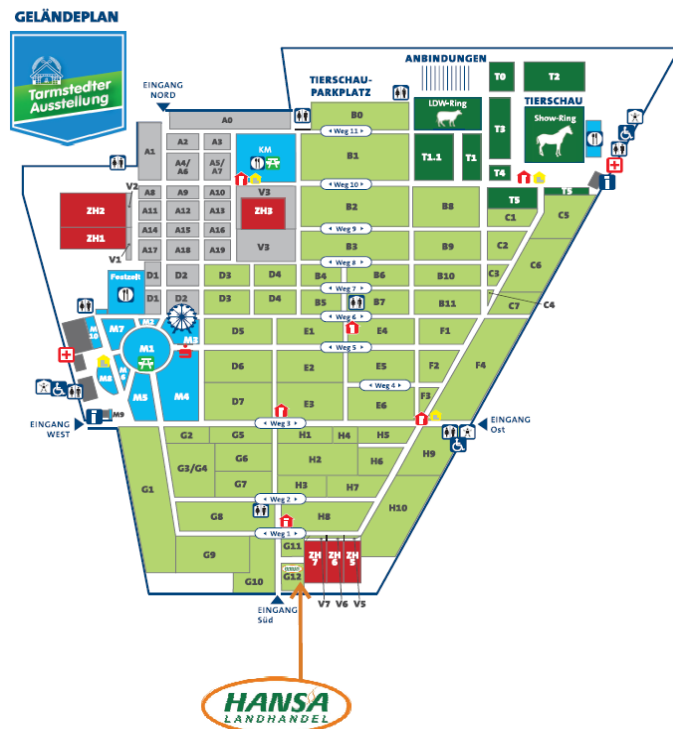 GELÄNDEPLAN
Tarmstedter
Ausstellung
EINGANG
NORD
TIERSCHAU-
PARKPLATZ
ANBINDUNGEN
T0
T2
A0
B0
LDW-Ring
TIERSCHAU
Show-Ring
Weg 11
A1
A2
A3
KM
B1
T1.1
T1
T3
A4/
A6
A5/
A7
T4
Weg 10
V2
A8
A9
A10
V3
T5
T5
ZH2
A11
A12
A13
ZH3
B2
B8
C1
C5
ZH1
A14
A15
A16
Weg 9
V1
A17
A18
A19
V3
B3
B9
C2
Weg 8
C6
Festzelt
D1
D2
D3
D4
B4
B6
B10
C3
Weg 7
D1
D2
D3
D4
B5
B7
B11
C7
C4
Weg 6
M
10
M7
M2
M3
D5
E1
E4
F1
M1
Weg 5
M8
M
6
D6
E2
E5
F2
F4
Weg 4
M5
M4
D7
E3
E6
F3
M9
EINGANG
WEST
Weg 3
EINGANG
Ost
G2
G5
H1
H4
H5
G1
G3/G4
G6
H2
H6
H9
G7
H3
H7
Weg 2
H10
G8
H8
Weg 1
G9
G11
ZH
7
ZH
6
ZH
5
G10
G12
V7
V6
V5
EINGANG
Süd
HANSA
LANDHANDEL